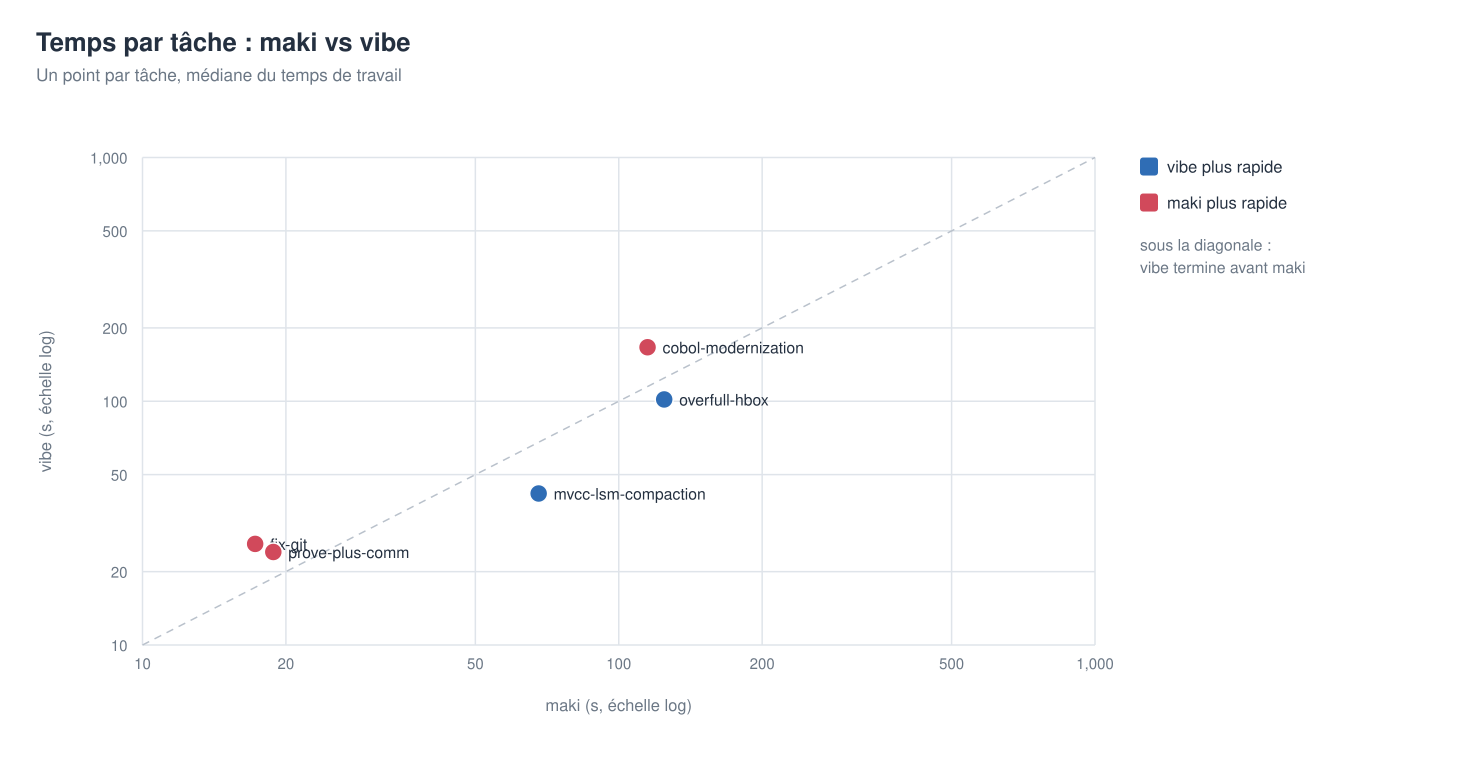 Temps par tâche : maki vs vibe
Un point par tâche, médiane du temps de travail
1,000
500
200
100
50
20
10
vibe (s, échelle log)
cobol-modernization
overfull-hbox
mvcc-lsm-compaction
fix-git
prove-plus-comm
10
20
50
100
200
500
1,000
maki (s, échelle log)
vibe plus rapide
maki plus rapide
sous la diagonale :
vibe termine avant maki